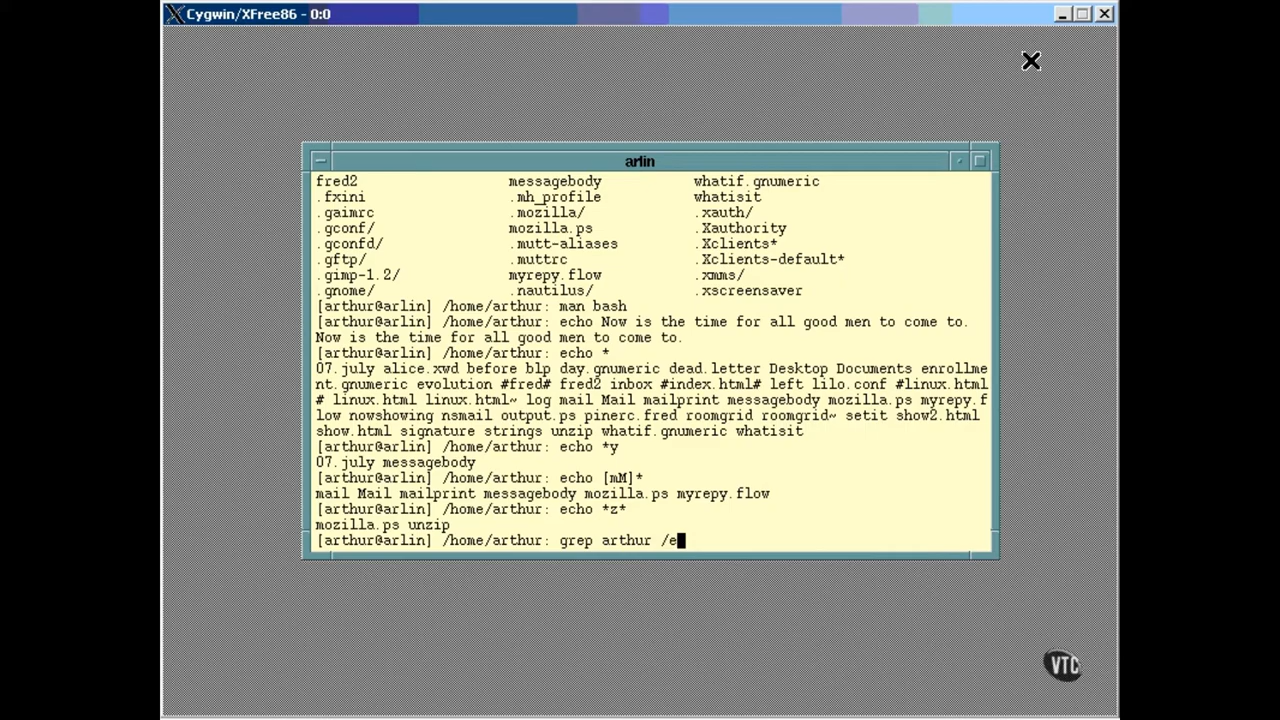 Cygwin/XFree86 - 0:0
arlin
fred2 messagebody whatif.gnumeric
.fxini .mh_profile whatisit
.gaimrc .mozilla/ .xauth/
.gconf/ mozilla.ps .Xauthority
.gconfd/ .mutt-aliases .Xclients*
.gftp/ .muttrc .Xclients-default*
.gimp-1.2/ myrepy.flow .xmms/
.gnome/ .nautilus/ .xscreensaver
[arthur@arlin] /home/arthur: man bash
[arthur@arlin] /home/arthur: echo Now is the time for all good men to come to.
Now is the time for all good men to come to.
[arthur@arlin] /home/arthur: echo *
07.july alice.xwd before blp day.gnumeric dead.letter Desktop Documents enrollme
nt.gnumeric evolution #fred# fred2 inbox #index.html# left lilo.conf #linux.html
# linux.html linux.html~ log mail Mail mailprint messagebody mozilla.ps myrepy.f
low nowshowing nsmail output.ps pinerc.fred roomgrid roomgrid~ setit show2.html
show.html signature strings unzip whatif.gnumeric whatisit
[arthur@arlin] /home/arthur: echo *y
07.july messagebody
[arthur@arlin] /home/arthur: echo [mM]*
mail Mail mailprint messagebody mozilla.ps myrepy.flow
[arthur@arlin] /home/arthur: echo *z*
mozilla.ps unzip
[arthur@arlin] /home/arthur: grep arthur /e
VTC